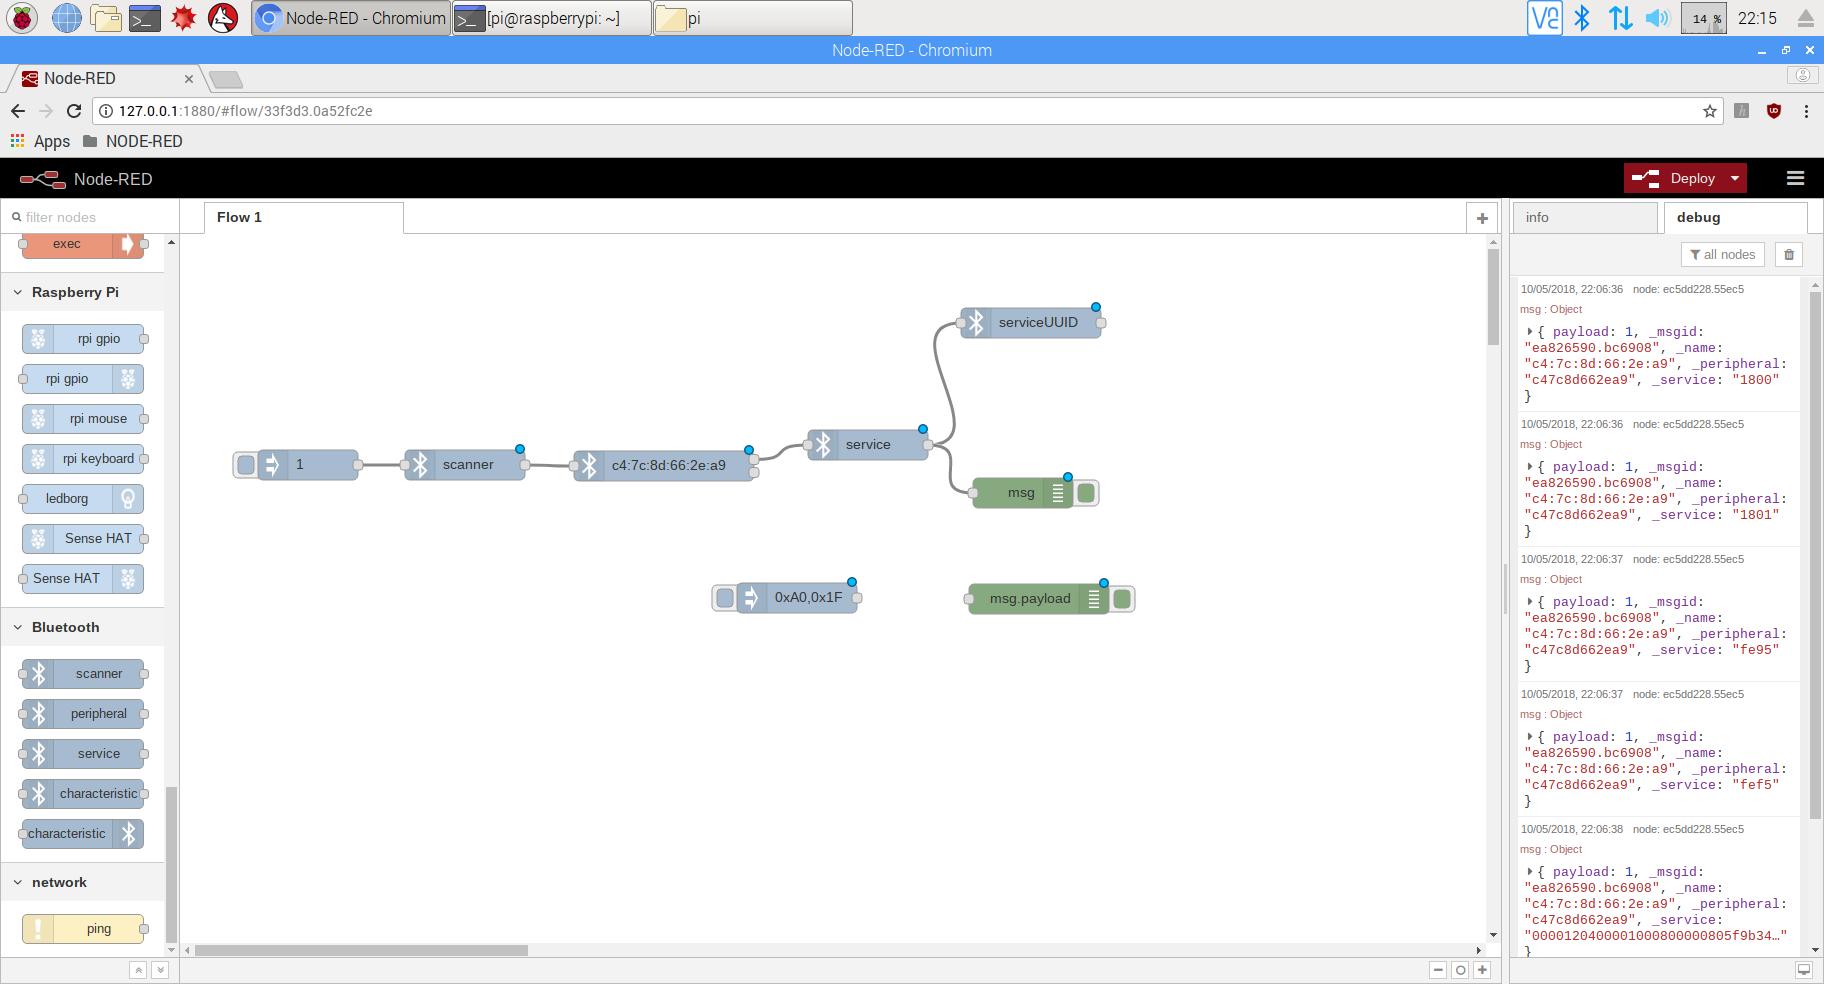 Node-RED - Chromium
[pi@raspberrypi: ~]
pi
14 %
22:15
Node-RED - Chromium
Node-RED
127.0.0.1:1880/#flow/33f3d3.0a52fc2e
Apps
NODE-RED
Node-RED
Deploy
filter nodes
exec
Raspberry Pi
rpi gpio
rpi gpio
rpi mouse
rpi keyboard
ledborg
Sense HAT
Sense HAT
Bluetooth
scanner
peripheral
service
characteristic
characteristic
network
ping
Flow 1
1
scanner
c4:7c:8d:66:2e:a9
service
serviceUUID
msg
0xA0,0x1F
msg.payload
info
debug
all nodes
10/05/2018, 22:06:36 node: ec5dd228.55ec5
msg : Object
{ payload: 1, _msgid:
"ea826590.bc6908", _name:
"c4:7c:8d:66:2e:a9", _peripheral:
"c47c8d662ea9", _service: "1800"
}
10/05/2018, 22:06:36 node: ec5dd228.55ec5
msg : Object
{ payload: 1, _msgid:
"ea826590.bc6908", _name:
"c4:7c:8d:66:2e:a9", _peripheral:
"c47c8d662ea9", _service: "1801"
}
10/05/2018, 22:06:37 node: ec5dd228.55ec5
msg : Object
{ payload: 1, _msgid:
"ea826590.bc6908", _name:
"c4:7c:8d:66:2e:a9", _peripheral:
"c47c8d662ea9", _service: "fe95"
}
10/05/2018, 22:06:37 node: ec5dd228.55ec5
msg : Object
{ payload: 1, _msgid:
"ea826590.bc6908", _name:
"c4:7c:8d:66:2e:a9", _peripheral:
"c47c8d662ea9", _service: "fef5"
}
10/05/2018, 22:06:38 node: ec5dd228.55ec5
msg : Object
{ payload: 1, _msgid:
"ea826590.bc6908", _name:
"c4:7c:8d:66:2e:a9", _peripheral:
"c47c8d662ea9", _service:
"0000120400001000800000805f9b34…"
}